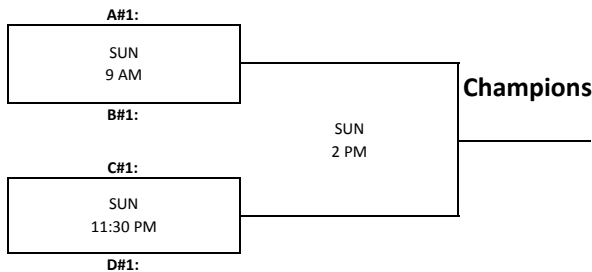 A#1:
SUN
9 AM
B#1:
Champions
SUN
2 PM
C#1:
SUN
11:30 PM
D#1: